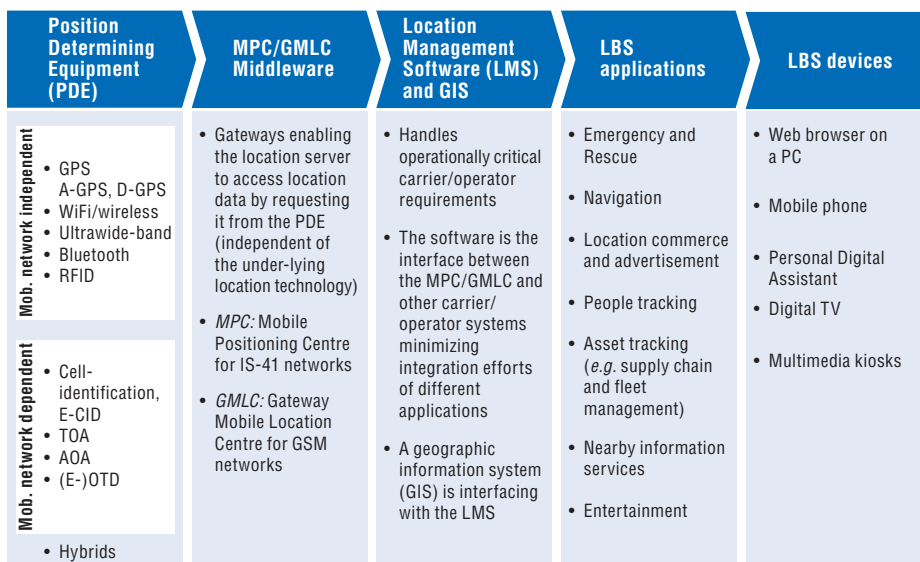 Position
Determining
Equipment
(PDE)
MPC/GMLC
Middleware
Location
Management
Software (LMS)
and GIS
LBS
applications
LBS devices
Mob. network independent
• GPS
A-GPS, D-GPS
• WiFi/wireless
• Ultrawide-band
• Bluetooth
• RFID
Mob. network dependent
• Cell-
identification,
E-CID
• TOA
• AOA
• (E-)OTD
• Hybrids
• Gateways enabling
the location server
to access location
data by requesting
it from the PDE
(independent of
the under-lying
location technology)
• MPC: Mobile
Positioning Centre
for IS-41 networks
• GMLC: Gateway
Mobile Location
Centre for GSM
networks
• Handles
operationally critical
carrier/operator
requirements
• The software is the
interface between
the MPC/GMLC and
other carrier/
operator systems
minimizing
integration efforts
of different
applications
• A geographic
information system
(GIS) is interfacing
with the LMS
• Emergency and
Rescue
• Navigation
• Location commerce
and advertisement
• People tracking
• Asset tracking
(e.g. supply chain
and fleet
management)
• Nearby information
services
• Entertainment
• Web browser on
a PC
• Mobile phone
• Personal Digital
Assistant
• Digital TV
• Multimedia kiosks